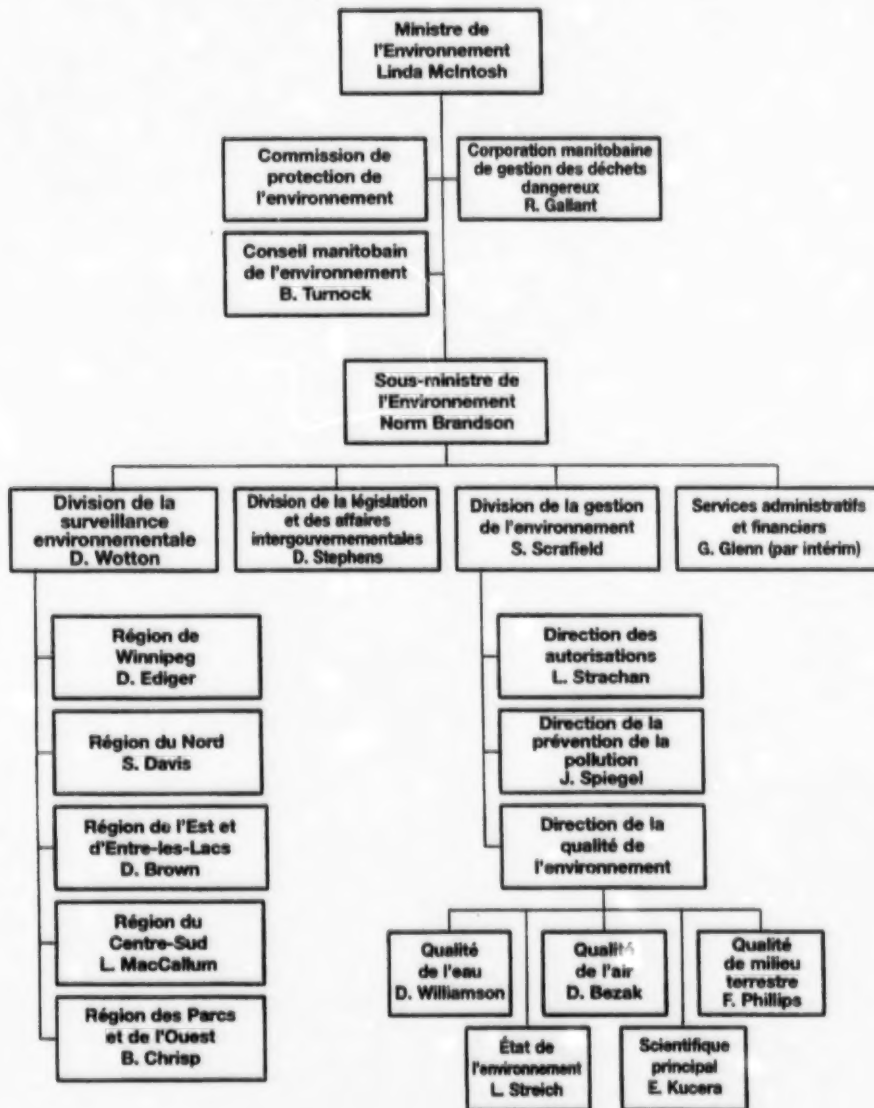 Ministre de
l'Environnement
Linda McIntosh
Commission de
protection de
l'environnement
Corporation manitobaine
de gestion des déchets
dangereux
R. Gallant
Conseil manitobain
de l'environnement
B. Turnock
Sous-ministre de
l'Environnement
Norm Brandson
Division de la
surveillance
environnementale
D. Wotton
Division de la législation
et des affaires
intergouvernementales
D. Stephens
Division de la gestion
de l'environnement
S. Scrafield
Services administratifs
et financiers
G. Glenn (par intérim)
Région de
Winnipeg
D. Ediger
Région du Nord
S. Davis
Région de l'Est et
d'Entre-les-Lacs
D. Brown
Région du
Centre-Sud
L. MacCallum
Région des Parcs
et de l'Ouest
B. Chrisp
Direction des
autorisations
L. Strachan
Direction de la
prévention de la
pollution
J. Spiegel
Direction de la
qualité de
l'environnement
Qualité
de l'eau
D. Williamson
Qualité
de l'air
D. Bezak
Qualité
de milieu
terrestre
F. Phillips
État de
l'environnement
L. Streich
Scientifique
principal
E. Kucera